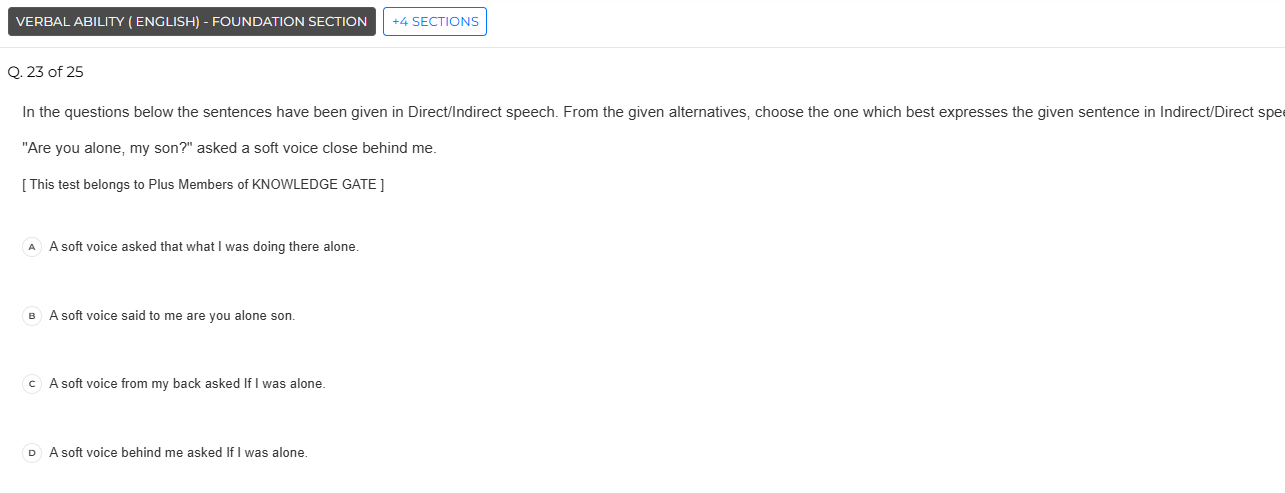 VERBAL ABILITY ( ENGLISH) - FOUNDATION SECTION +4 SECTIONS
Q. 23 of 25
In the questions below the sentences have been given in Direct/Indirect speech. From the given alternatives, choose the one which best expresses the given sentence in Indirect/Direct spee
"Are you alone, my son?" asked a soft voice close behind me.
[ This test belongs to Plus Members of KNOWLEDGE GATE ]
A A soft voice asked that what I was doing there alone.
B A soft voice said to me are you alone son.
C A soft voice from my back asked If I was alone.
D A soft voice behind me asked If I was alone.